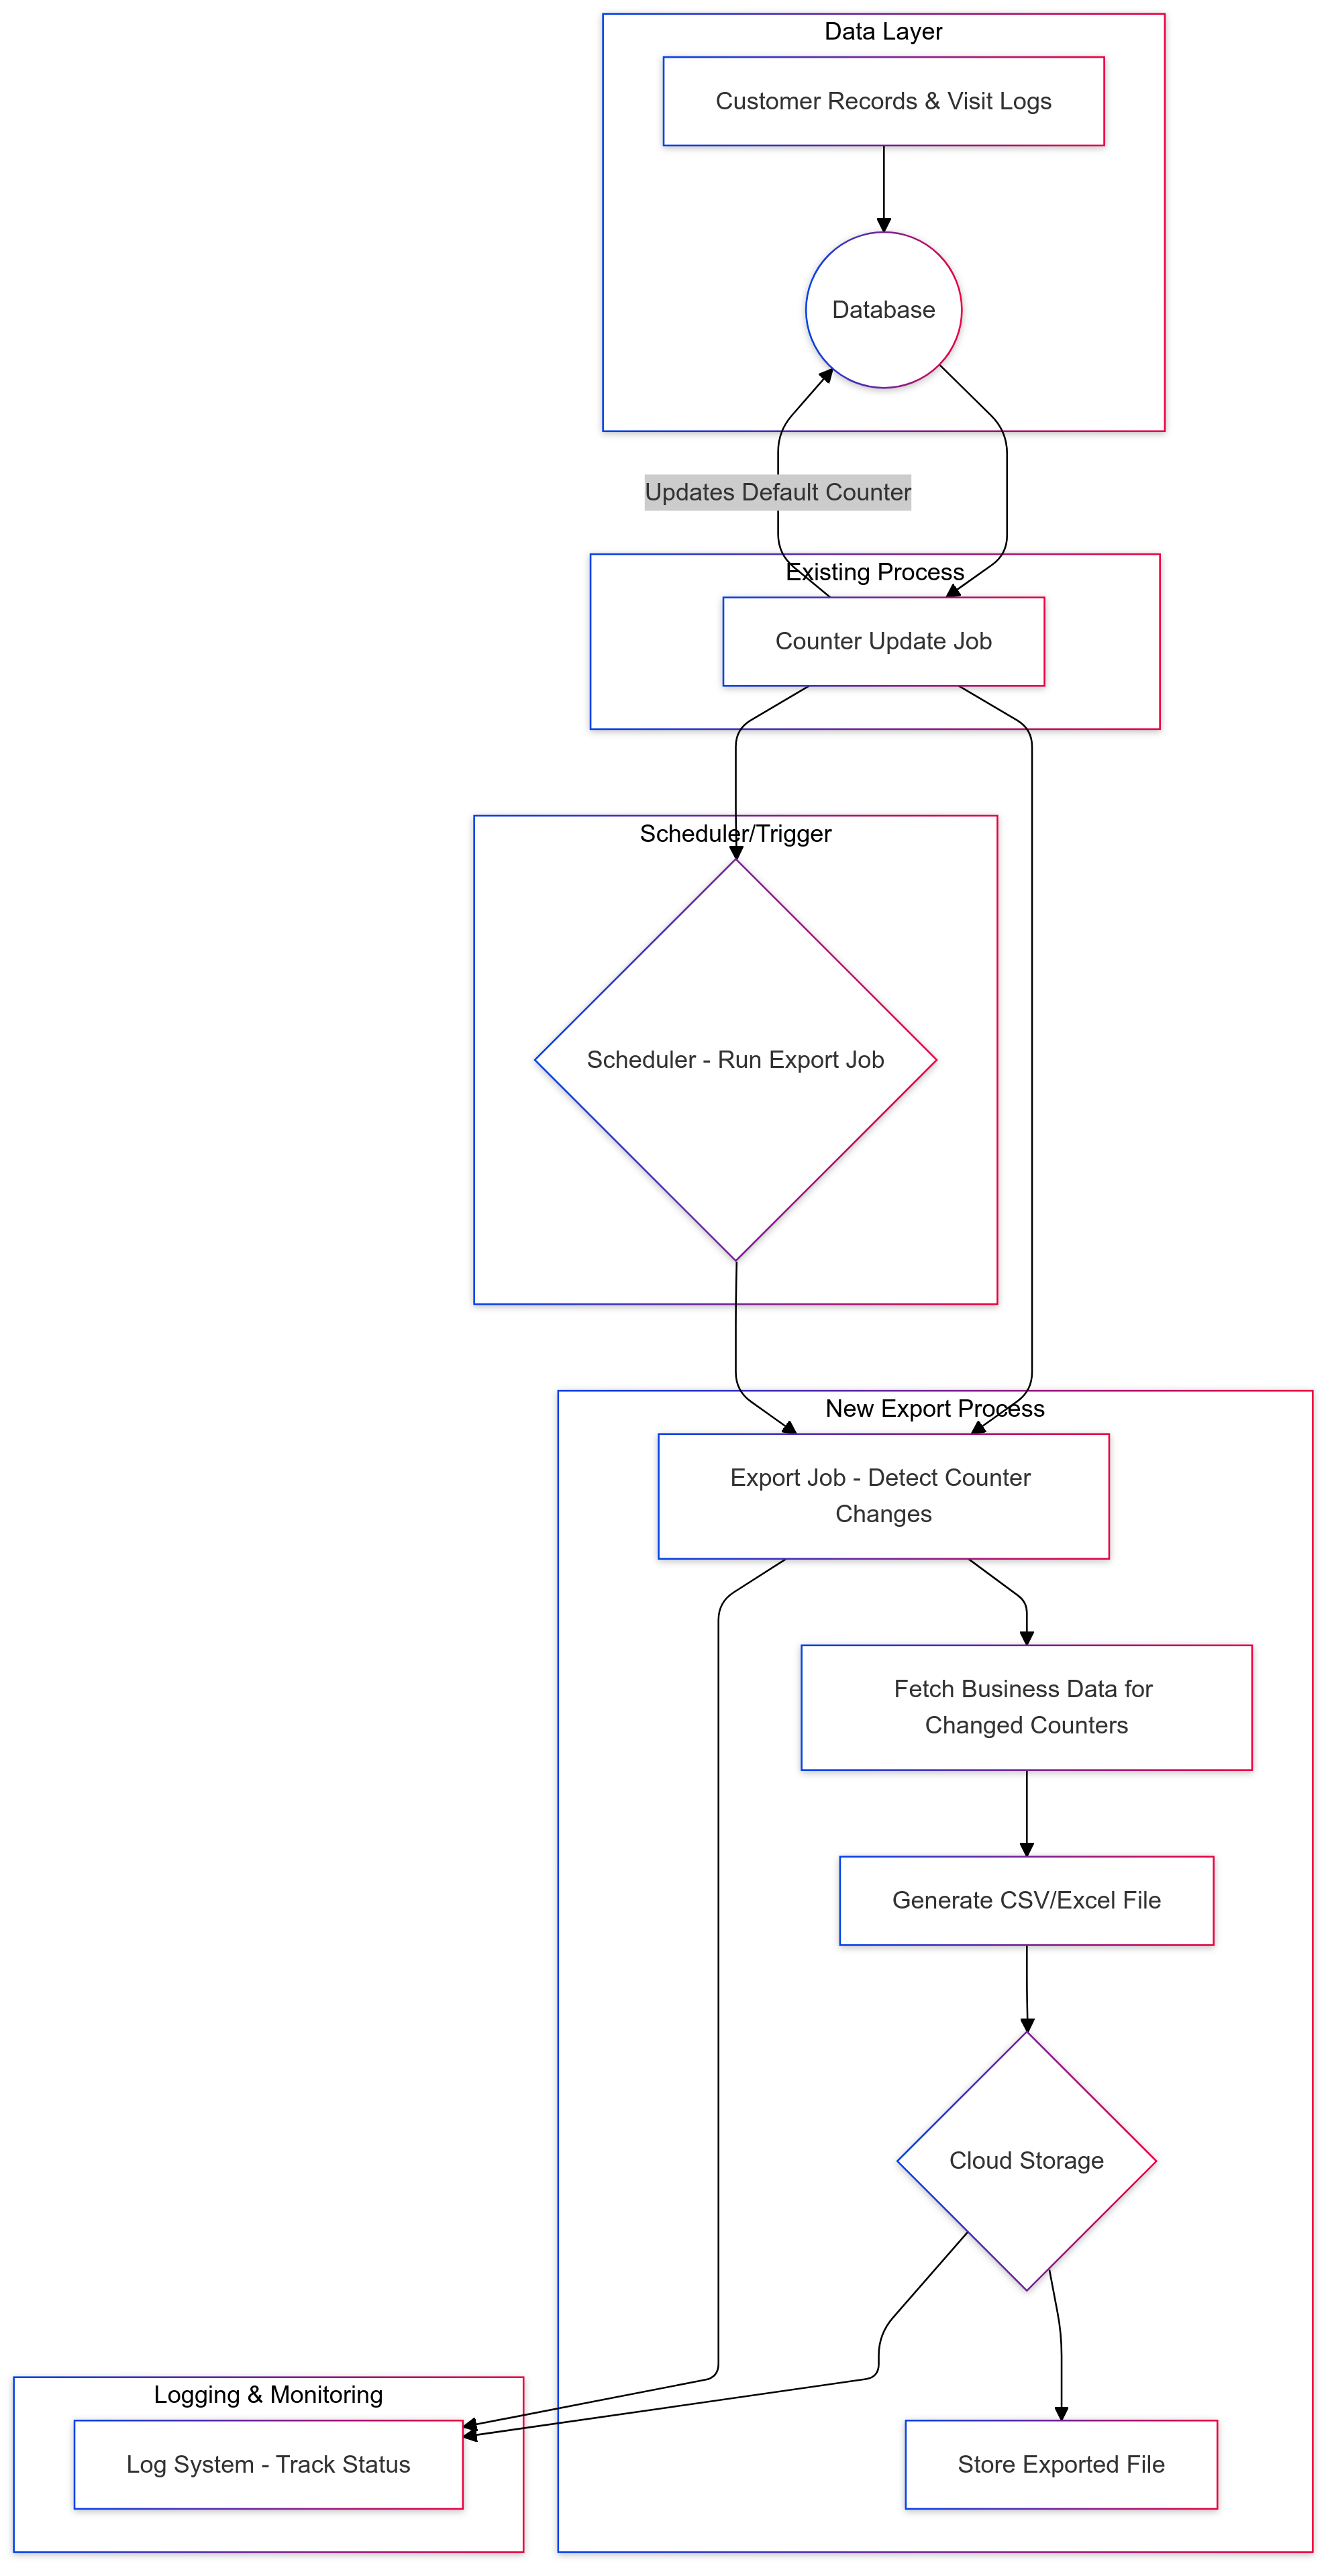 Data Layer
Customer Records & Visit Logs
Database
Updates Default Counter
Existing Process
Counter Update Job
Scheduler/Trigger
Scheduler - Run Export Job
New Export Process
Export Job - Detect Counter
Changes
Fetch Business Data for
Changed Counters
Generate CSV/Excel File
Cloud Storage
Logging & Monitoring
Log System - Track Status
Store Exported File